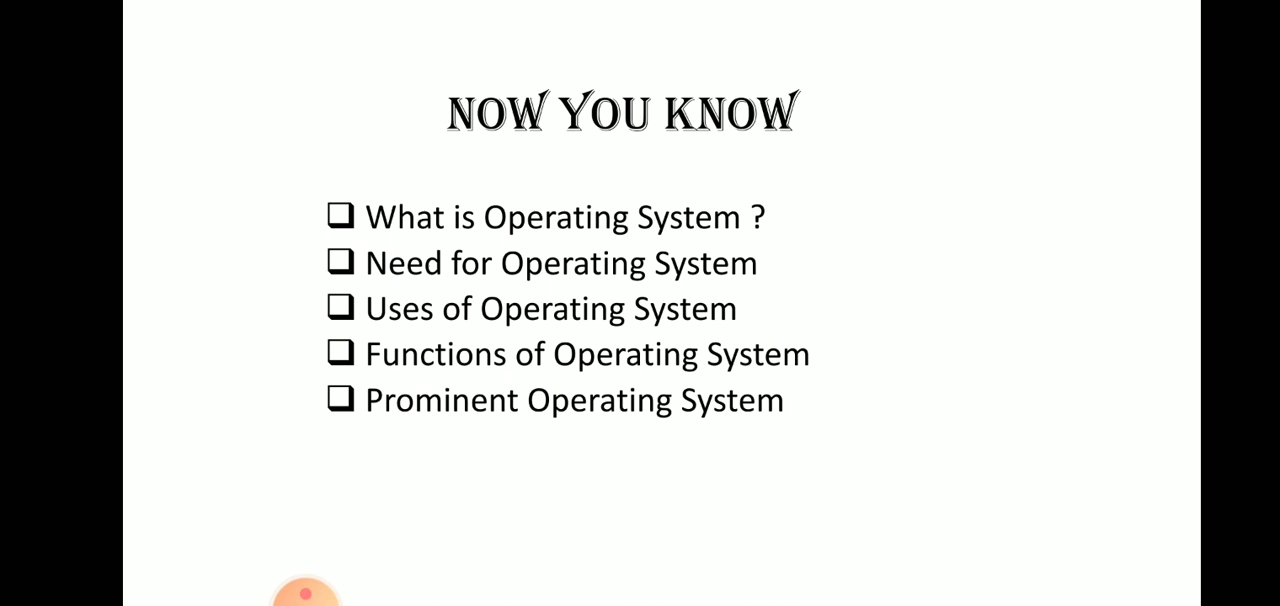 NOW YOU KNOW
What is Operating System ?
Need for Operating System
Uses of Operating System
Functions of Operating System
Prominent Operating System